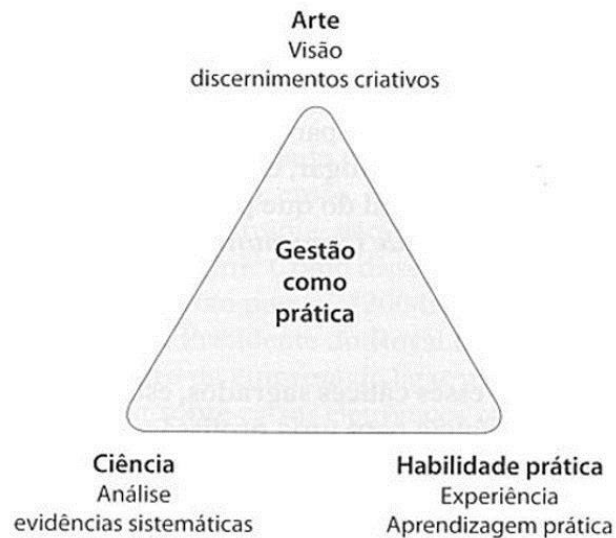 Arte
Visão
discernimentos criativos
Gestão
como
prática
Ciência
Análise
evidências sistemáticas
Habilidade prática
Experiência
Aprendizagem prática